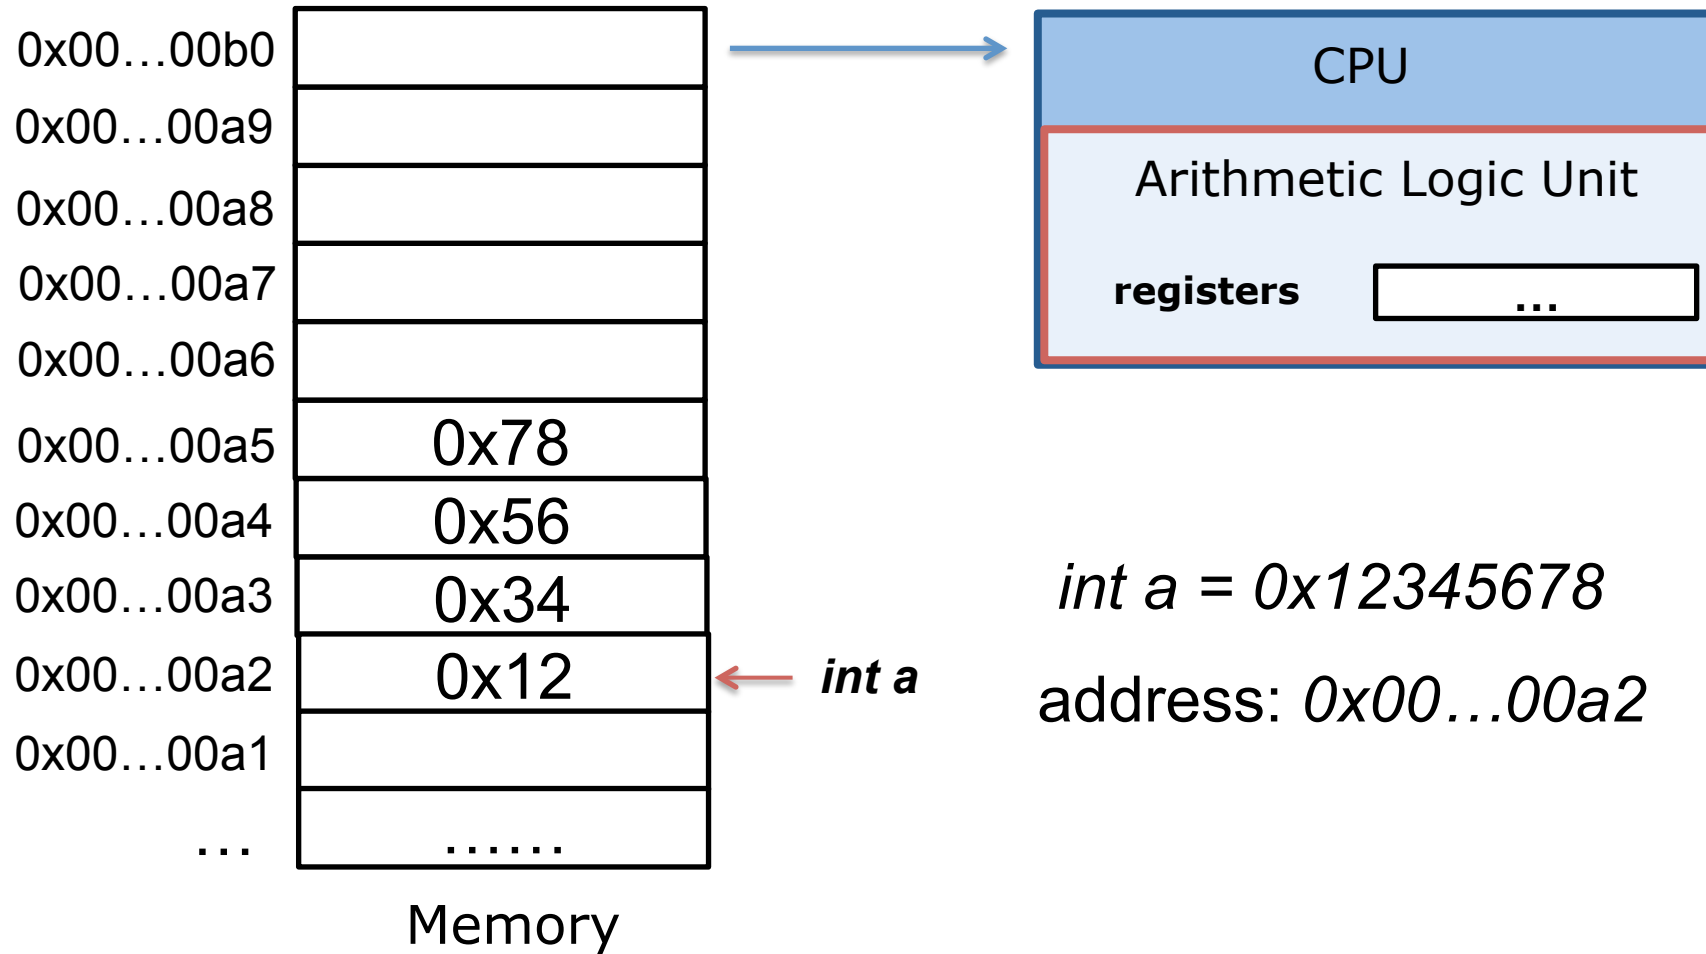 0x00…00b0
0x00…00a9
0x00…00a8
0x00…00a7
0x00…00a6
0x00…00a5 0x78
0x00…00a4 0x56
0x00…00a3 0x34
0x00…00a2 0x12 int a
0x00…00a1
… ……
Memory
CPU
Arithmetic Logic Unit
registers …
int a = 0x12345678
address: 0x00…00a2